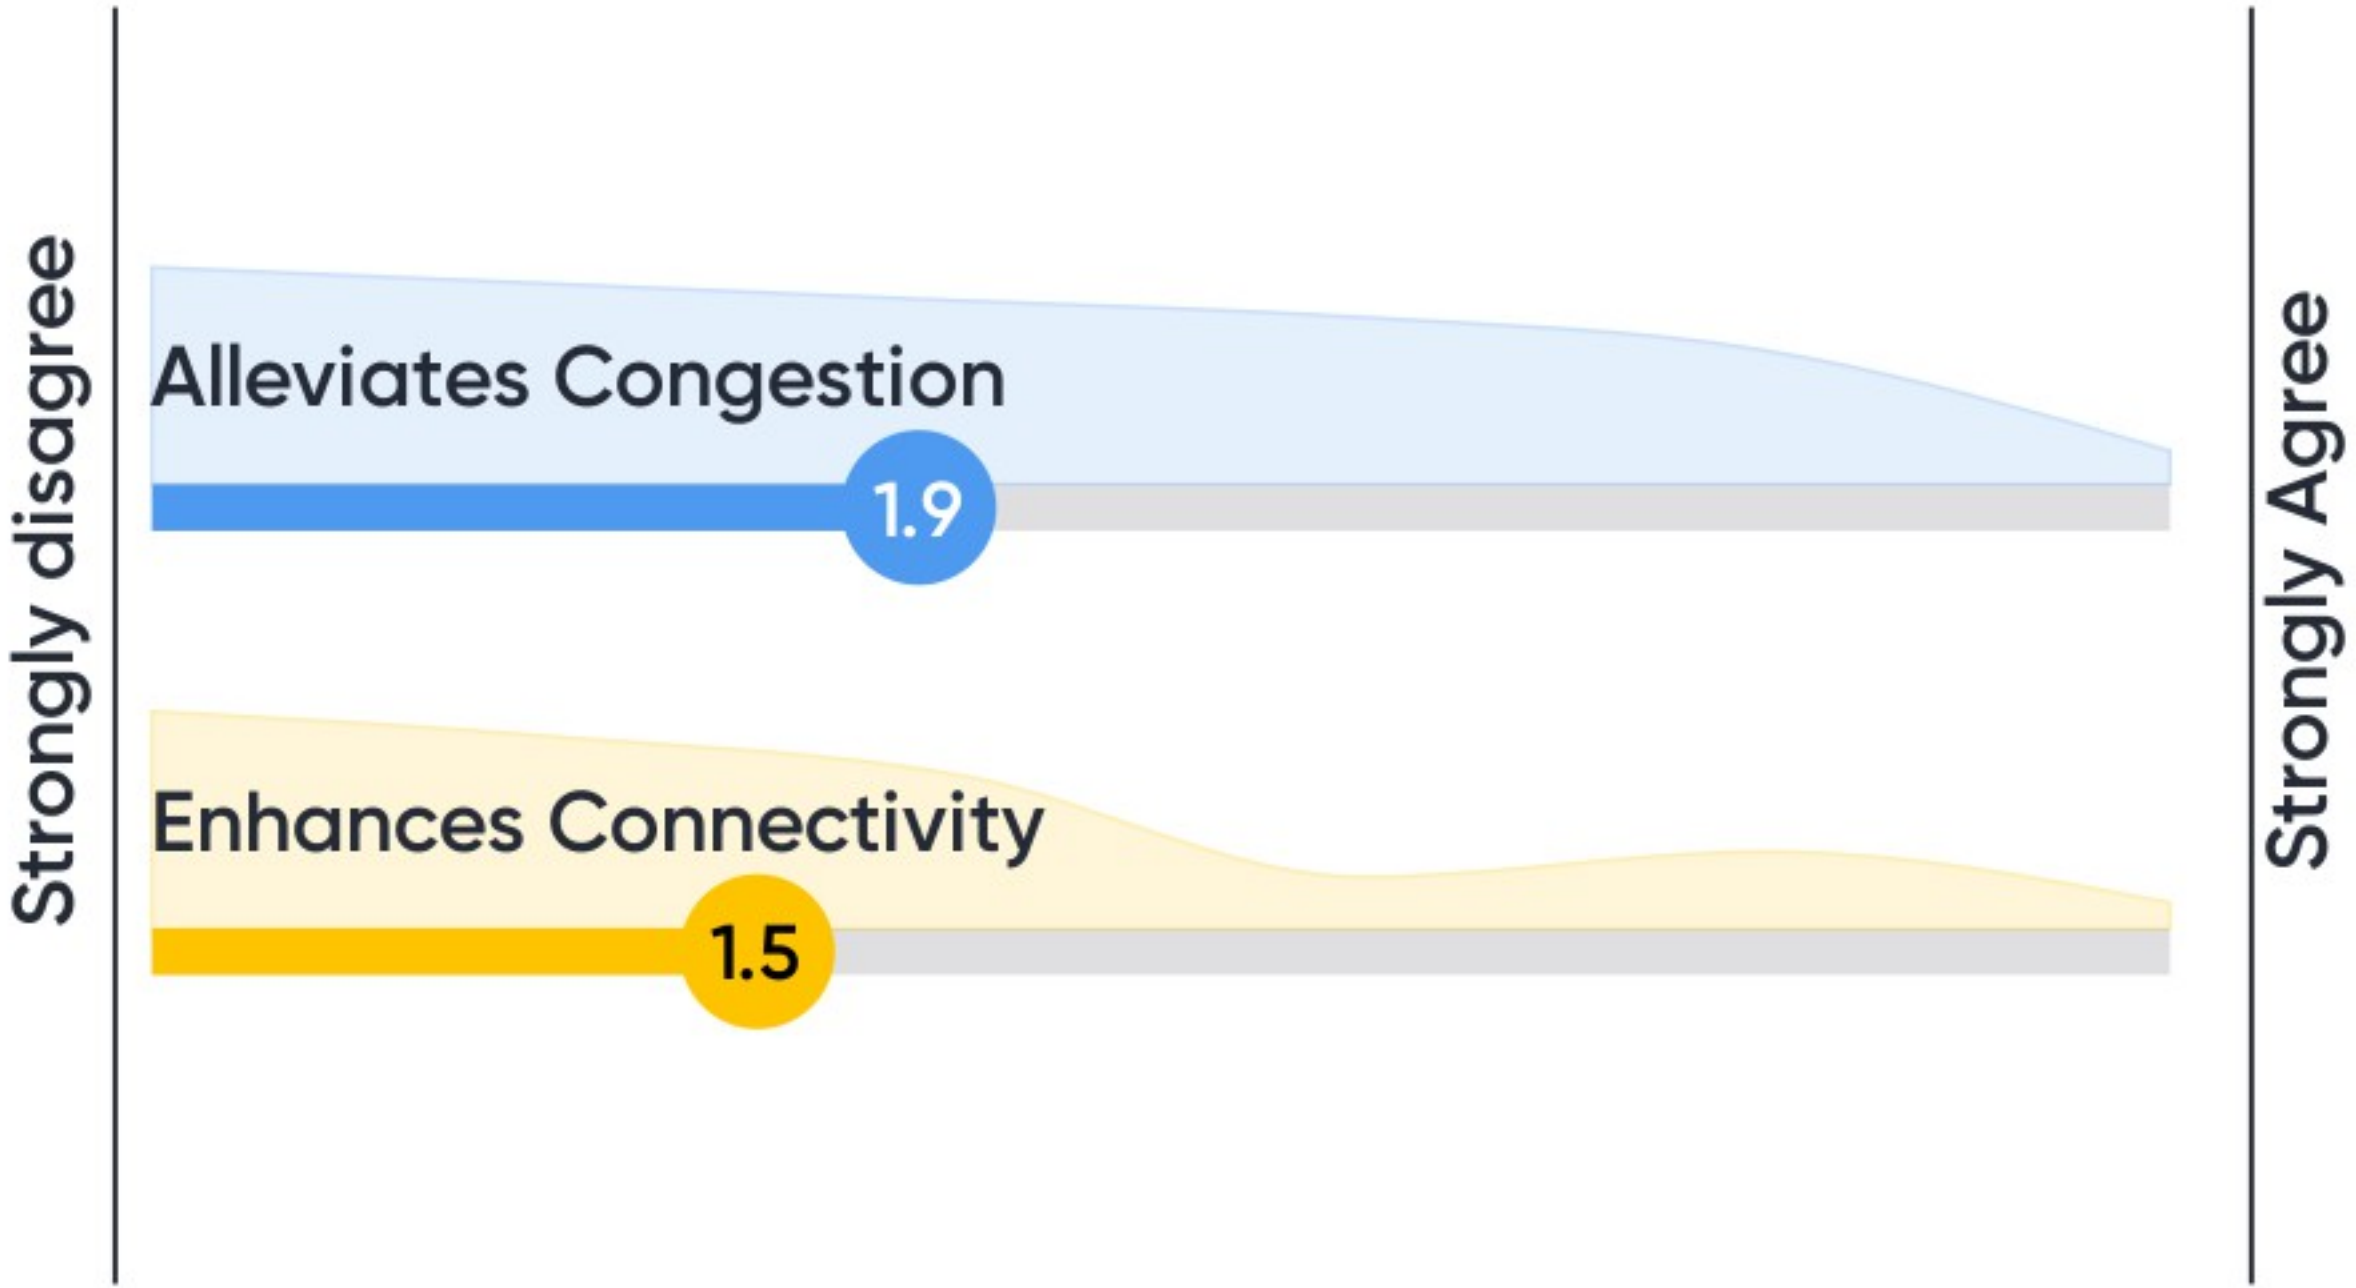 Strongly disagree
Alleviates Congestion
1.9
Enhances Connectivity
1.5
Strongly Agree